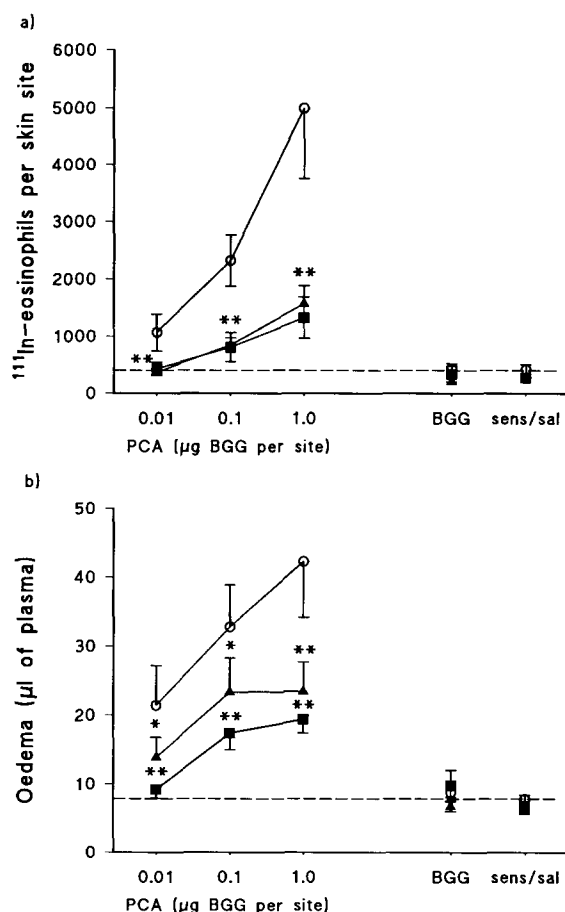 a)
¹¹¹In-eosinophils per skin site
6000
5000
4000
3000
2000
1000
0
**
**
**
0.01 0.1 1.0 BGG sens/sal
PCA (µg BGG per site)
b)
Oedema (µl of plasma)
50
40
30
20
10
0
*
**
*
**
**
**
0.01 0.1 1.0 BGG sens/sal
PCA (µg BGG per site)